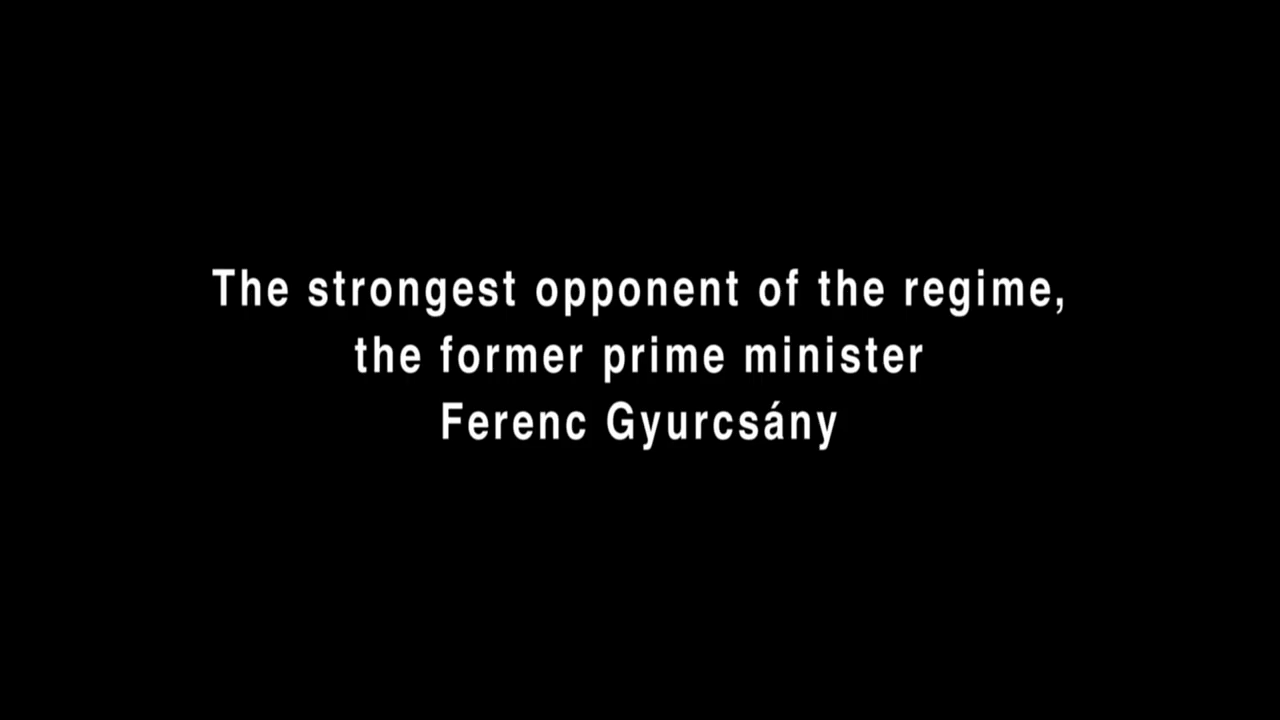 The strongest opponent of the regime,
the former prime minister
Ferenc Gyurcsány